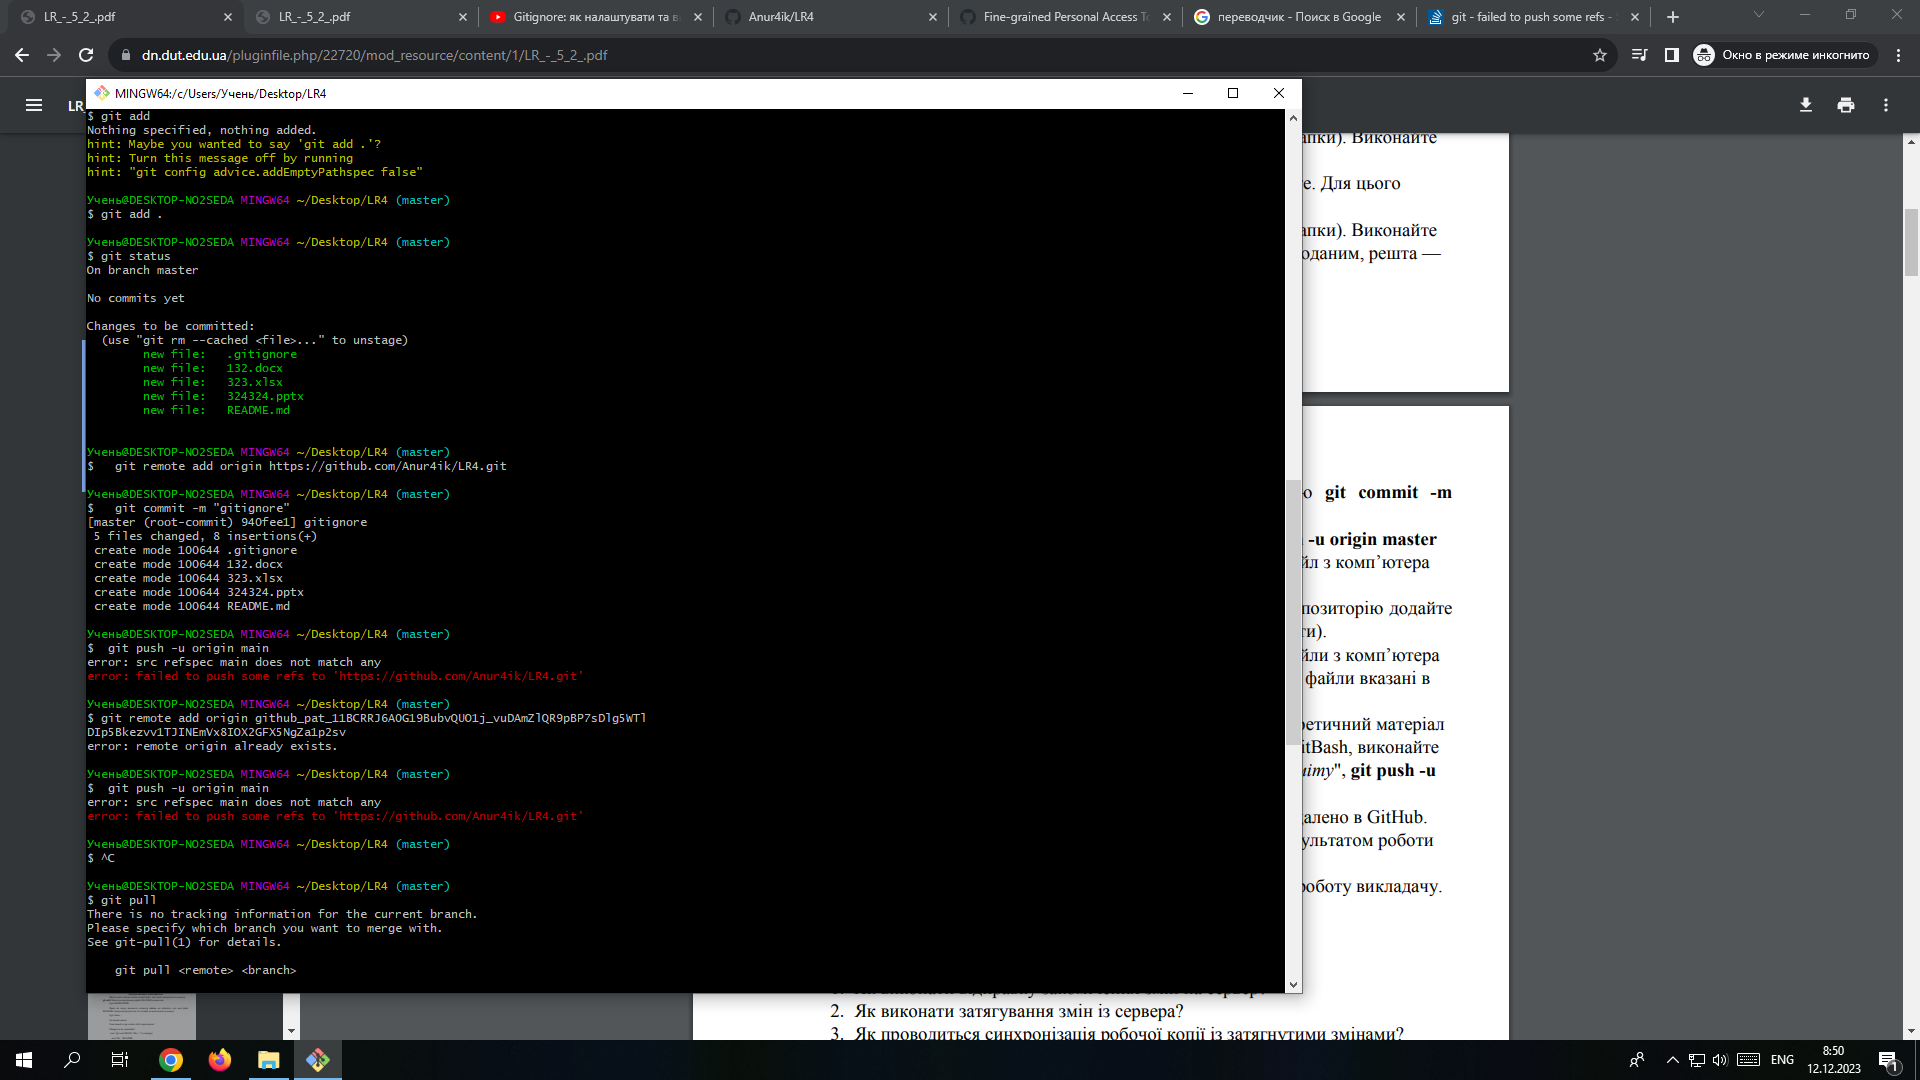 LR_-_5_2_.pdf
LR_-_5_2_.pdf
Gitignore: як налаштувати та в
Anur4ik/LR4
Fine-grained Personal Access To
переводчик - Поиск в Google
git - failed to push some refs -
dn.dut.edu.ua/pluginfile.php/22720/mod_resource/content/1/LR_-_5_2_.pdf
Окно в режиме инкогнито
LR
MINGW64:/c/Users/Учень/Desktop/LR4
$ git add
Nothing specified, nothing added.
hint: Maybe you wanted to say 'git add .'?
hint: Turn this message off by running
hint: "git config advice.addEmptyPathspec false"
Учень@DESKTOP-NO2SEDA MINGW64 ~/Desktop/LR4 (master)
$ git add .
Учень@DESKTOP-NO2SEDA MINGW64 ~/Desktop/LR4 (master)
$ git status
On branch master
No commits yet
Changes to be committed:
(use "git rm --cached <file>..." to unstage)
new file: .gitignore
new file: 132.docx
new file: 323.xlsx
new file: 324324.pptx
new file: README.md
Учень@DESKTOP-NO2SEDA MINGW64 ~/Desktop/LR4 (master)
$ git remote add origin https://github.com/Anur4ik/LR4.git
Учень@DESKTOP-NO2SEDA MINGW64 ~/Desktop/LR4 (master)
$ git commit -m "gitignore"
[master (root-commit) 940fee1] gitignore
5 files changed, 8 insertions(+)
create mode 100644 .gitignore
create mode 100644 132.docx
create mode 100644 323.xlsx
create mode 100644 324324.pptx
create mode 100644 README.md
Учень@DESKTOP-NO2SEDA MINGW64 ~/Desktop/LR4 (master)
$ git push -u origin main
error: src refspec main does not match any
error: failed to push some refs to 'https://github.com/Anur4ik/LR4.git'
Учень@DESKTOP-NO2SEDA MINGW64 ~/Desktop/LR4 (master)
$ git remote add origin
error: remote origin already exists.
Учень@DESKTOP-NO2SEDA MINGW64 ~/Desktop/LR4 (master)
$ git push -u origin main
error: src refspec main does not match any
error: failed to push some refs to 'https://github.com/Anur4ik/LR4.git'
Учень@DESKTOP-NO2SEDA MINGW64 ~/Desktop/LR4 (master)
$ ^C
Учень@DESKTOP-NO2SEDA MINGW64 ~/Desktop/LR4 (master)
$ git pull
There is no tracking information for the current branch.
Please specify which branch you want to merge with.
See git-pull(1) for details.
git pull <remote> <branch>
апки). Виконайте
е. Для цього
апки). Виконайте
оданим, решта —
ю git commit -m
-u origin master
йл з комп’ютера
позиторію додайте
ти).
йли з комп’ютера
файли вказані в
ретичний матеріал
itBash, виконайте
міту", git push -u
далено в GitHub.
ультатом роботи
роботу викладачу.
2. Як виконати затягування змін із сервера?
3. Як проводиться синхронізація робочої копії із затягнутими змінами?
ENG
8:50
12.12.2023
1